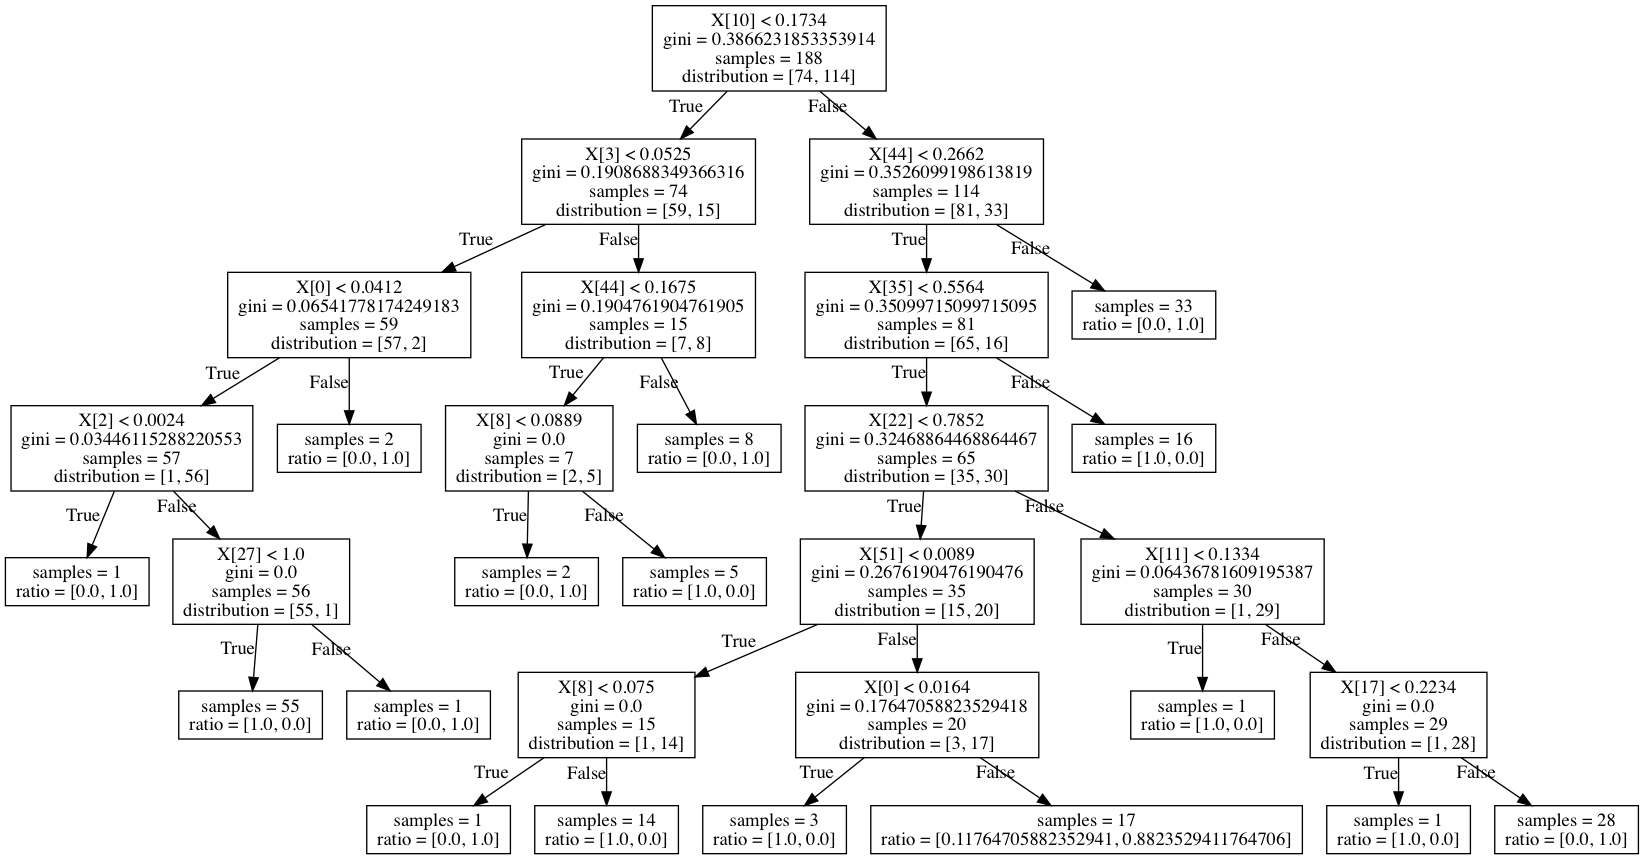 X[10] < 0.1734
gini = 0.3866231853353914
samples = 188
distribution = [74, 114]
True
False
X[3] < 0.0525
gini = 0.1908688349366316
samples = 74
distribution = [59, 15]
X[44] < 0.2662
gini = 0.3526099198613819
samples = 114
distribution = [81, 33]
True
False
True
False
X[0] < 0.0412
gini = 0.06541778174249183
samples = 59
distribution = [57, 2]
X[44] < 0.1675
gini = 0.1904761904761905
samples = 15
distribution = [7, 8]
X[35] < 0.5564
gini = 0.35099715099715095
samples = 81
distribution = [65, 16]
samples = 33
ratio = [0.0, 1.0]
True
False
True
False
True
False
X[2] < 0.0024
gini = 0.03446115288220553
samples = 57
distribution = [1, 56]
samples = 2
ratio = [0.0, 1.0]
X[8] < 0.0889
gini = 0.0
samples = 7
distribution = [2, 5]
samples = 8
ratio = [0.0, 1.0]
X[22] < 0.7852
gini = 0.32468864468864467
samples = 65
distribution = [35, 30]
samples = 16
ratio = [1.0, 0.0]
True
False
True
False
True
False
samples = 1
ratio = [0.0, 1.0]
X[27] < 1.0
gini = 0.0
samples = 56
distribution = [55, 1]
samples = 2
ratio = [0.0, 1.0]
samples = 5
ratio = [1.0, 0.0]
X[51] < 0.0089
gini = 0.2676190476190476
samples = 35
distribution = [15, 20]
X[11] < 0.1334
gini = 0.06436781609195387
samples = 30
distribution = [1, 29]
True
False
True
False
True
False
samples = 55
ratio = [1.0, 0.0]
samples = 1
ratio = [0.0, 1.0]
X[8] < 0.075
gini = 0.0
samples = 15
distribution = [1, 14]
X[0] < 0.0164
gini = 0.17647058823529418
samples = 20
distribution = [3, 17]
samples = 1
ratio = [1.0, 0.0]
X[17] < 0.2234
gini = 0.0
samples = 29
distribution = [1, 28]
True
False
True
False
True
False
samples = 1
ratio = [0.0, 1.0]
samples = 14
ratio = [1.0, 0.0]
samples = 3
ratio = [1.0, 0.0]
samples = 17
ratio = [0.11764705882352941, 0.8823529411764706]
samples = 1
ratio = [1.0, 0.0]
samples = 28
ratio = [0.0, 1.0]